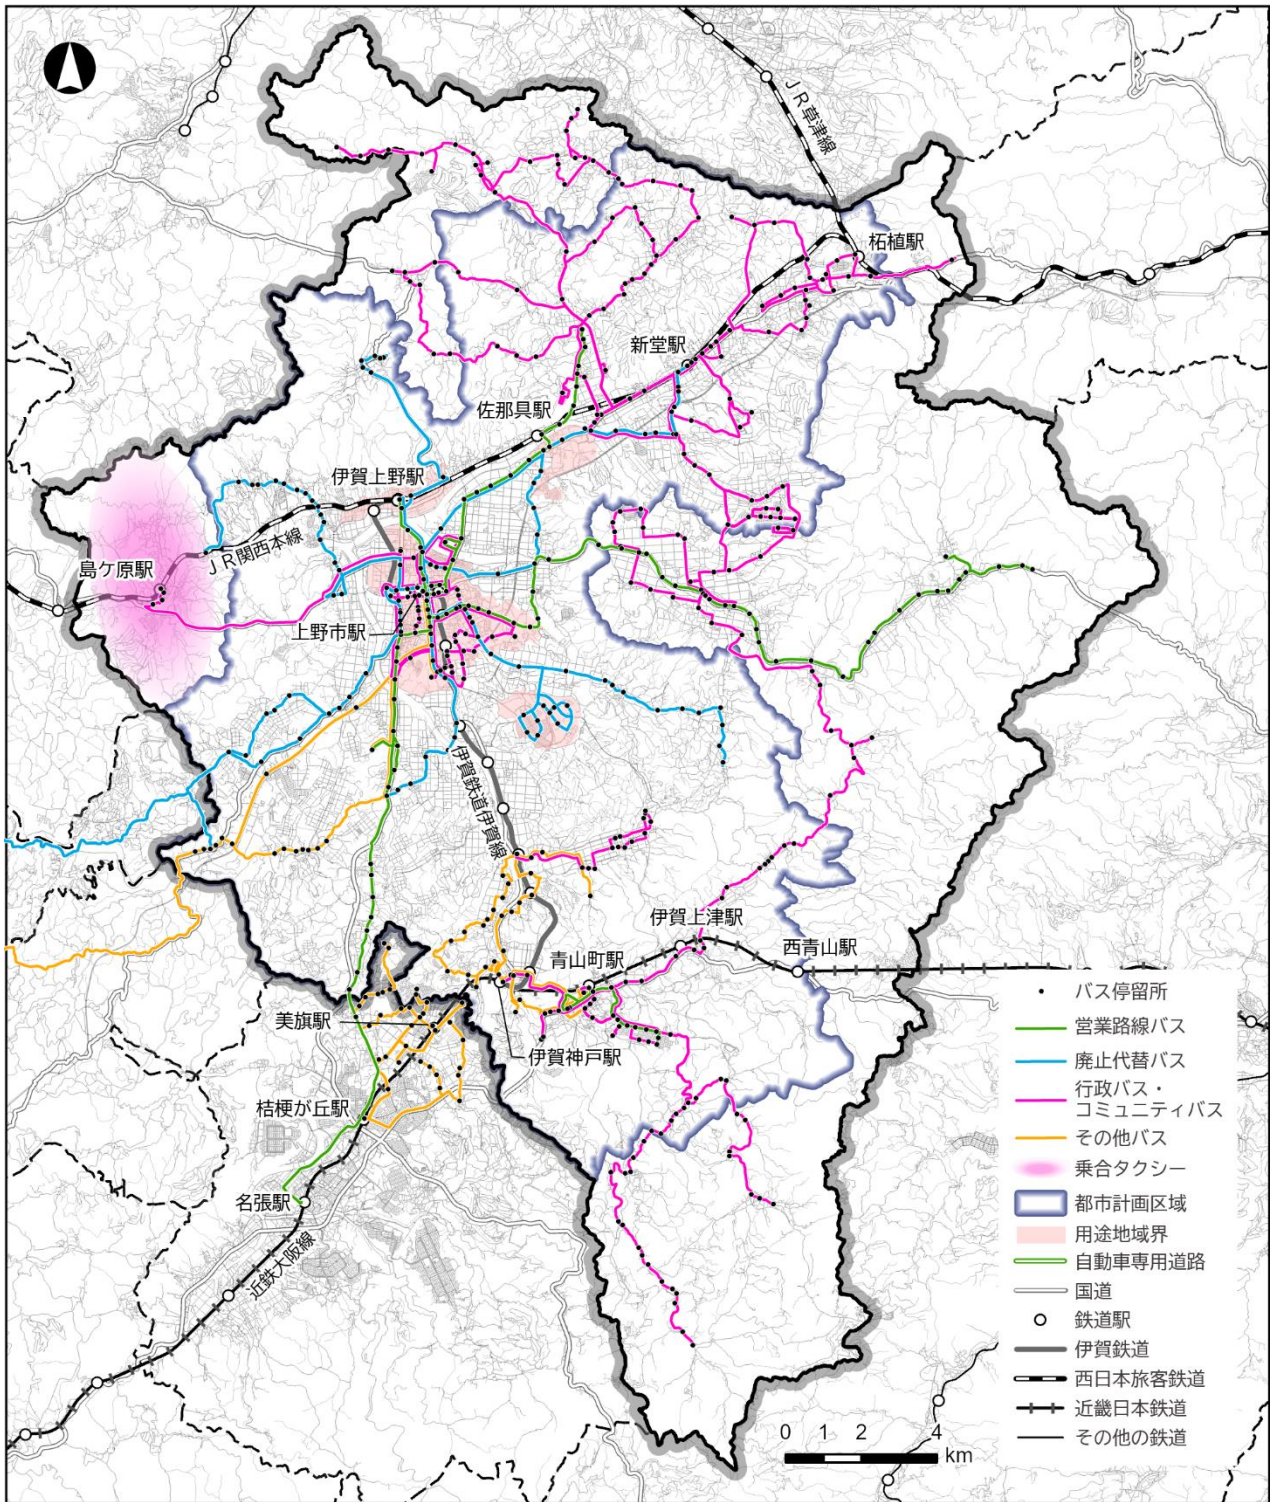 JR草津線
柘植駅
新堂駅
佐那具駅
伊賀上野駅
JR関西本線
島ケ原駅
上野市駅
伊賀鉄道伊賀線
伊賀上津駅
西青山駅
青山町駅
美旗駅
伊賀神戸駅
桔梗が丘駅
名張駅
近鉄大阪線
バス停留所
営業路線バス
廃止代替バス
行政バス・
コミュニティバス
その他バス
乗合タクシー
都市計画区域
用途地域界
自動車専用道路
国道
鉄道駅
伊賀鉄道
西日本旅客鉄道
近畿日本鉄道
その他の鉄道
0 1 2 4
km